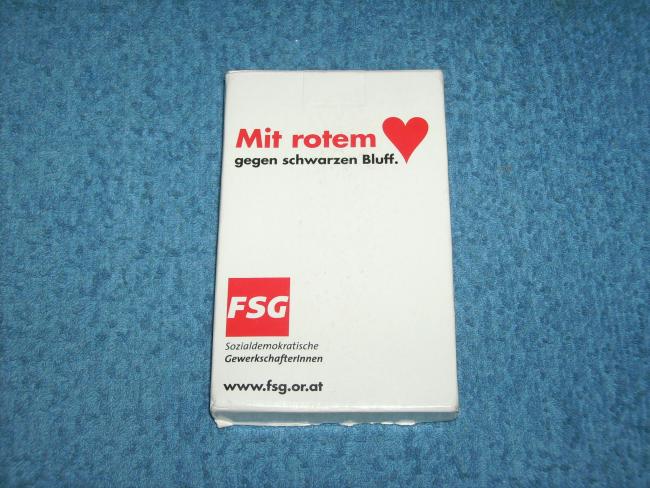 Mit rotem
gegen schwarzen Bluff.
FSG
Sozialdemokratische
GewerkschafterInnen
www.fsg.or.at